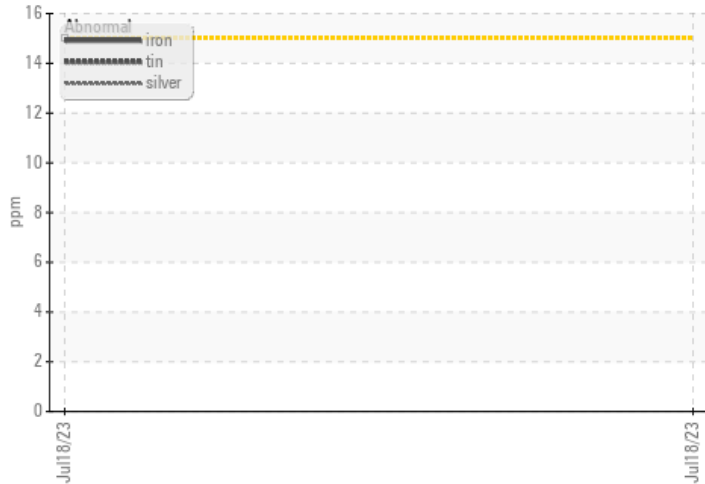 16
14
12
10
8
6
4
2
0
ppm
Abnormal
iron
tin
silver
Jul18/23
Jul18/23